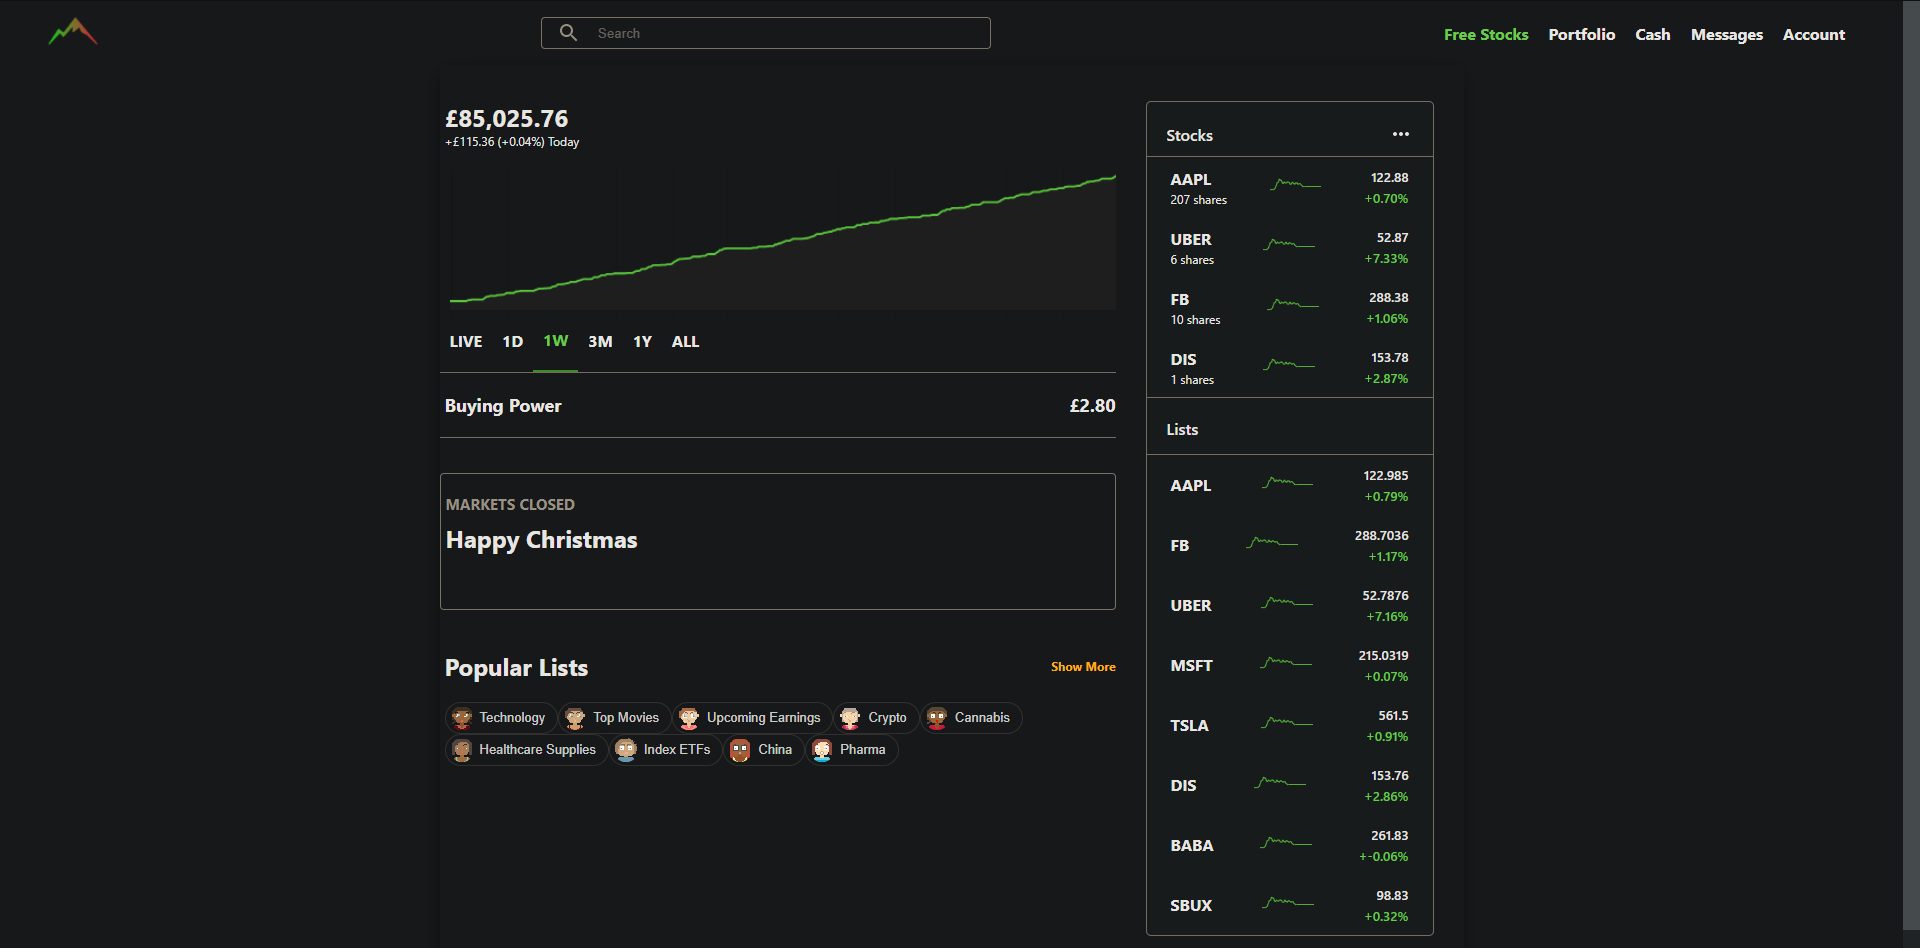 Search
Free Stocks Portfolio Cash Messages Account
£85,025.76
+£115.36 (+0.04%) Today
LIVE 1D 1W 3M 1Y ALL
Buying Power £2.80
MARKETS CLOSED
Happy Christmas
Popular Lists Show More
Technology Top Movies Upcoming Earnings Crypto Cannabis
Healthcare Supplies Index ETFs China Pharma
Stocks
AAPL 122.88
207 shares +0.70%
UBER 52.87
6 shares +7.33%
FB 288.38
10 shares +1.06%
DIS 153.78
1 shares +2.87%
Lists
AAPL 122.985
+0.79%
FB 288.7036
+1.17%
UBER 52.7876
+7.16%
MSFT 215.0319
+0.07%
TSLA 561.5
+0.91%
DIS 153.76
+2.86%
BABA 261.83
+-0.06%
SBUX 98.83
+0.32%